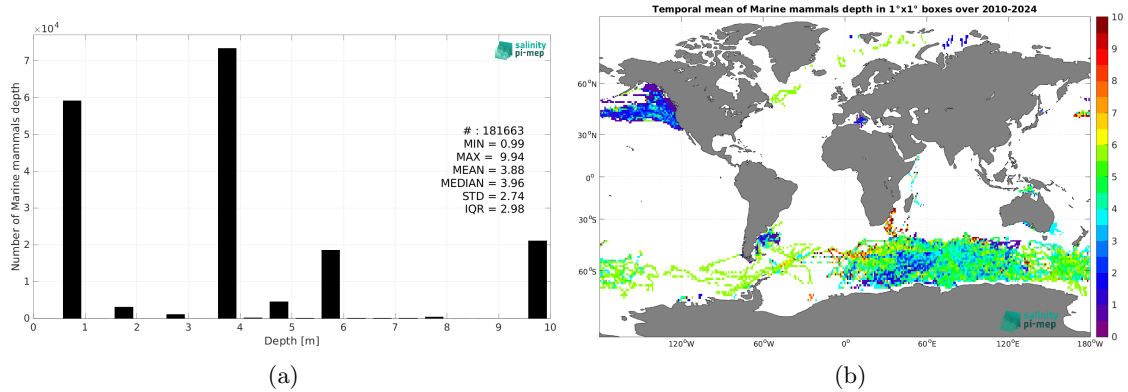 ×10⁴
salinity
pi-mep
7
6
5
4
3
2
1
0
Number of Marine mammals depth
# : 181663
MIN = 0.99
MAX = 9.94
MEAN = 3.88
MEDIAN = 3.96
STD = 2.74
IQR = 2.98
0 1 2 3 4 5 6 7 8 9 10
Depth [m]
(a)
Temporal mean of Marine mammals depth in 1°x1° boxes over 2010-2024
60°N
30°N
0°
30°S
60°S
120°W 60°W 0° 60°E 120°E 180°W
salinity
pi-mep
10
9
8
7
6
5
4
3
2
1
0
(b)